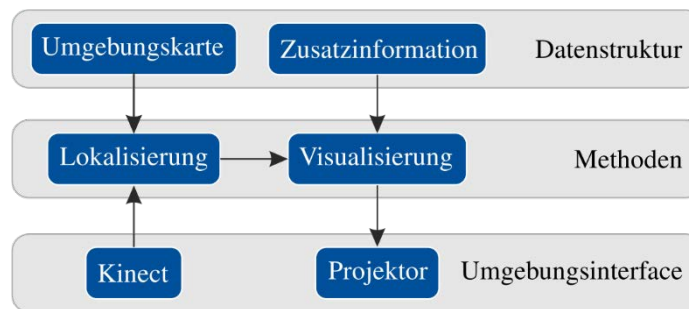 Umgebungskarte
Zusatzinformation
Datenstruktur
Lokalisierung
Visualisierung
Methoden
Kinect
Projektor
Umgebungsinterface